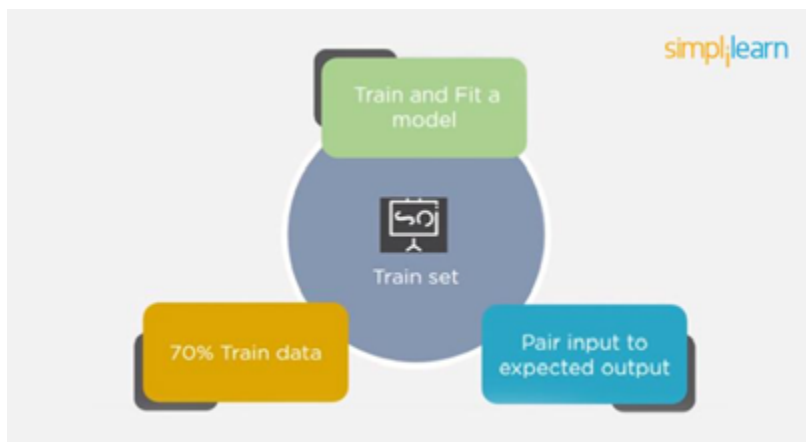 simplilearn
Train and Fit a
model
Train set
70% Train data
Pair input to
expected output